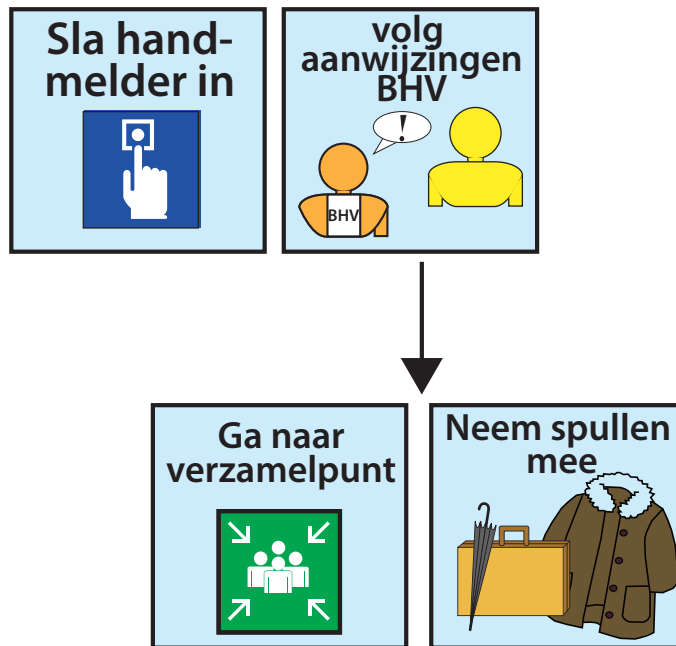 Sla hand-
melder in
volg
aanwijzingen
BHV
!
BHV
Ga naar
verzamelpunt
Neem spullen
mee